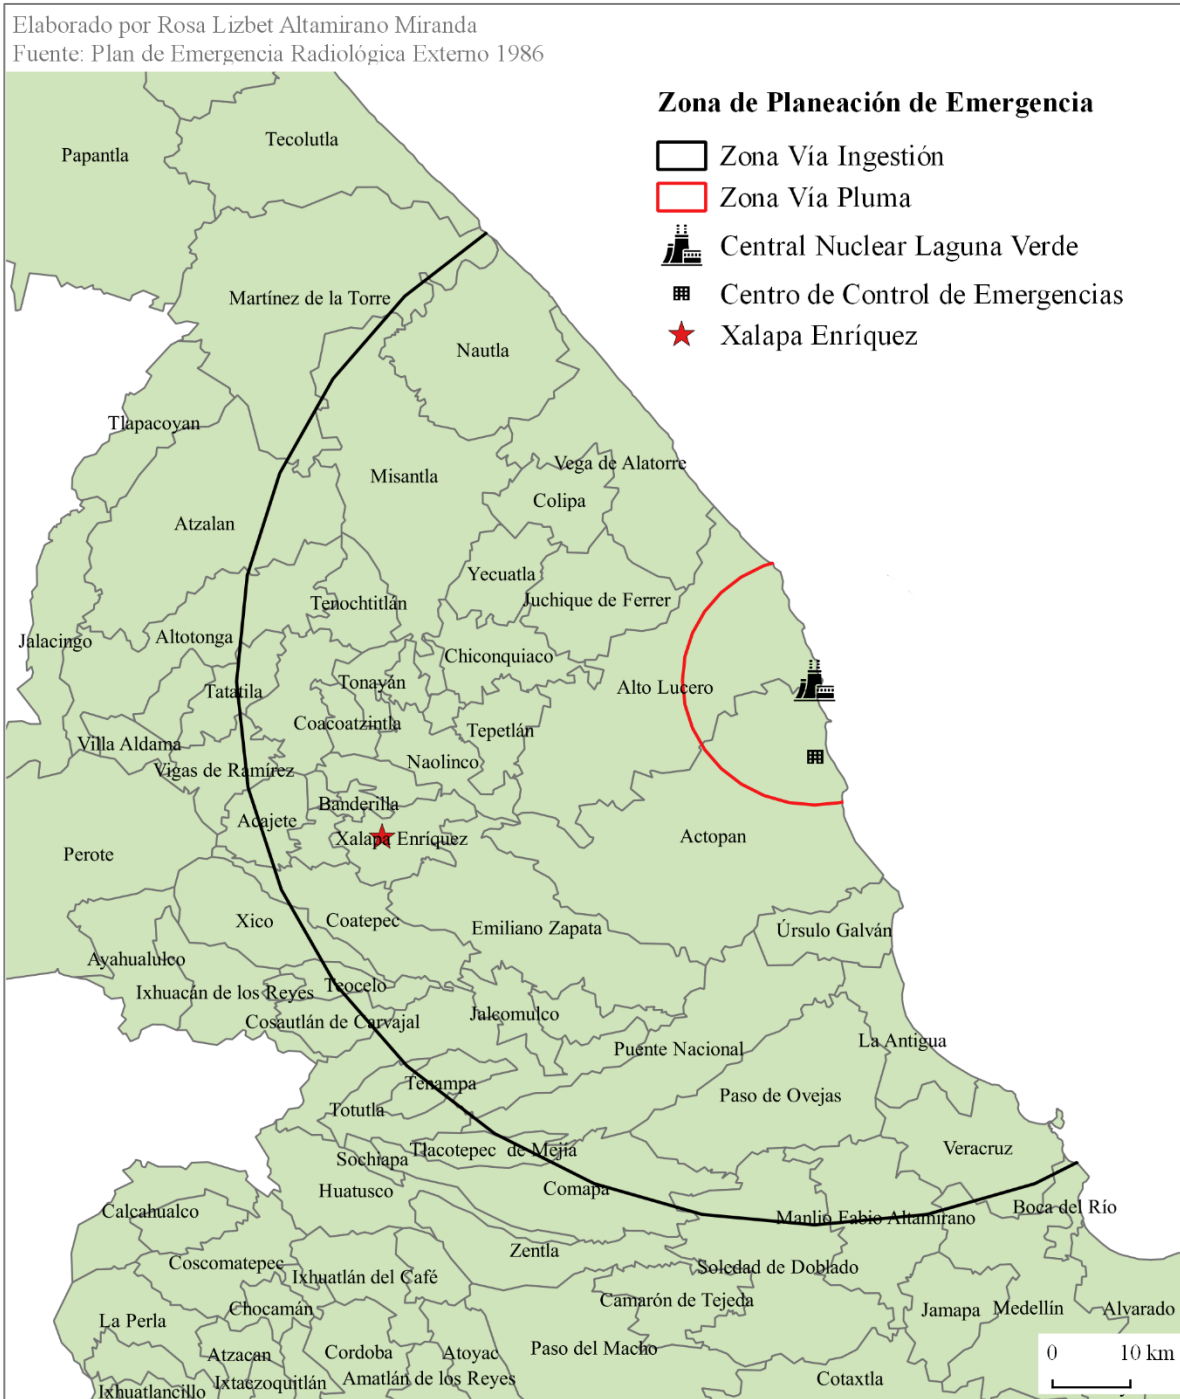 Elaborado por Rosa Lizbet Altamirano Miranda
Fuente: Plan de Emergencia Radiológica Externo 1986
Zona de Planeación de Emergencia
Zona Vía Ingestión
Zona Vía Pluma
Central Nuclear Laguna Verde
Centro de Control de Emergencias
Xalapa Enríquez
Tecolutla
Papantla
Martínez de la Torre
Nautla
Tlapacoyan
Vega de Alatorre
Misantla
Colipa
Atzalan
Yecuatla
Juchique de Ferrer
Tenochtitlán
Altotonga
Jalacingo
Chiconquiaco
Tonayán
Alto Lucero
Tatatila
Coacoatzintla
Tepetlán
Villa Aldama
Naolinco
Vigas de Ramírez
Banderilla
Acajete
Xalapa Enríquez
Actopan
Perote
Xico
Coatepec
Emiliano Zapata
Úrsulo Galván
Ayahualulco
Teocelo
Ixhuacán de los Reyes
Jalcomulco
Cosautlán de Carvajal
La Antigua
Puente Nacional
Tenampa
Paso de Ovejas
Totutla
Tlacotepec de Mejía
Veracruz
Sochiapa
Huatusco
Comapa
Boca del Río
Calcahualco
Manlio Fabio Altamirano
Zentla
Coscomatepec
Soledad de Doblado
Ixhuatlán del Café
Camarón de Tejeda
Chocamán
Jamapa
Medellín
Alvarado
La Perla
Paso del Macho
Atzacan
Cordoba
Atoyac
0 10 km
Cotaxtla
Amatlán de los Reyes
Ixtaczoquitlán
Ixhuatlancillo